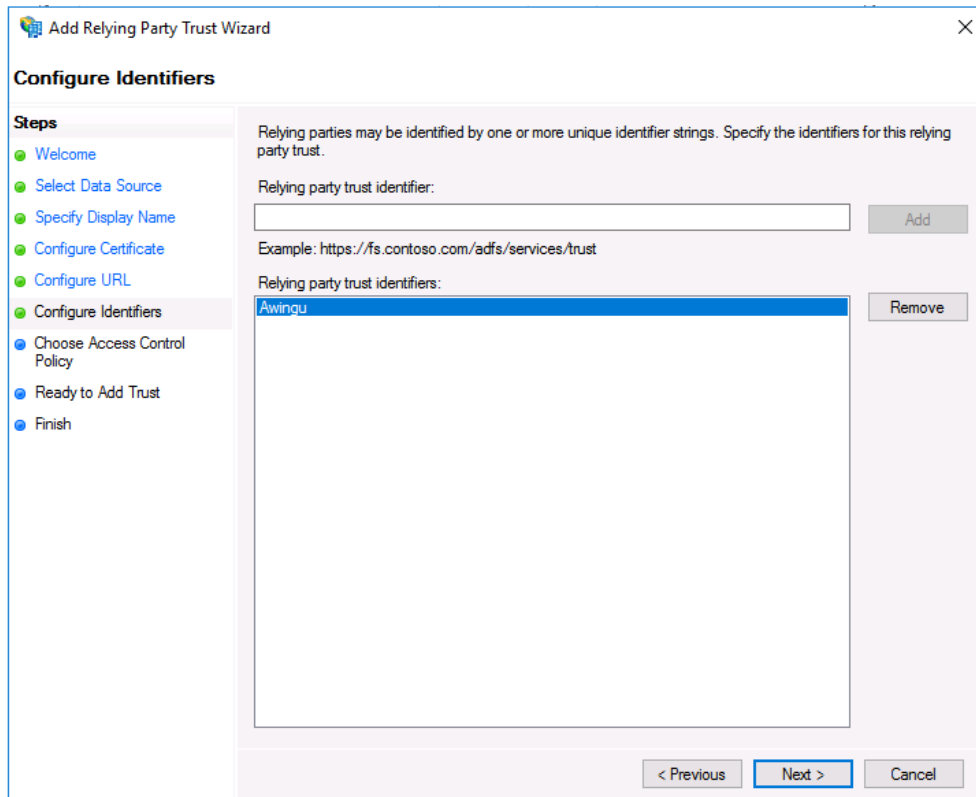 Add Relying Party Trust Wizard
Configure Identifiers
Steps
Welcome
Select Data Source
Specify Display Name
Configure Certificate
Configure URL
Configure Identifiers
Choose Access Control
Policy
Ready to Add Trust
Finish
Relying parties may be identified by one or more unique identifier strings. Specify the identifiers for this relying
party trust.
Relying party trust identifier:
Add
Example: https://fs.contoso.com/adfs/services/trust
Relying party trust identifiers:
Awingu
Remove
< Previous
Next >
Cancel